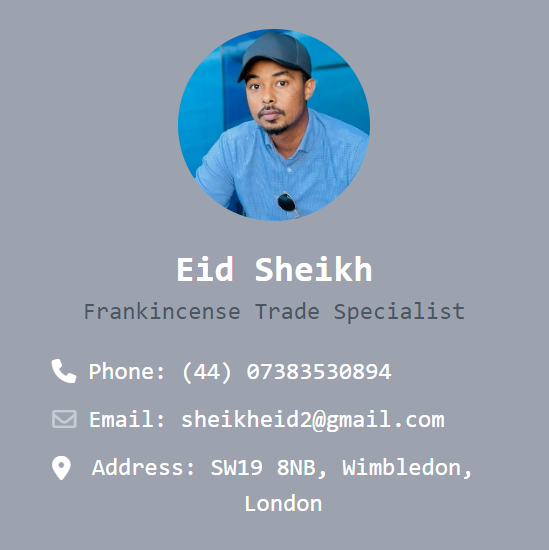 Eid Sheikh
Frankincense Trade Specialist
Phone: (44) 07383530894
Email: sheikheid2@gmail.com
Address: SW19 8NB, Wimbledon,
London